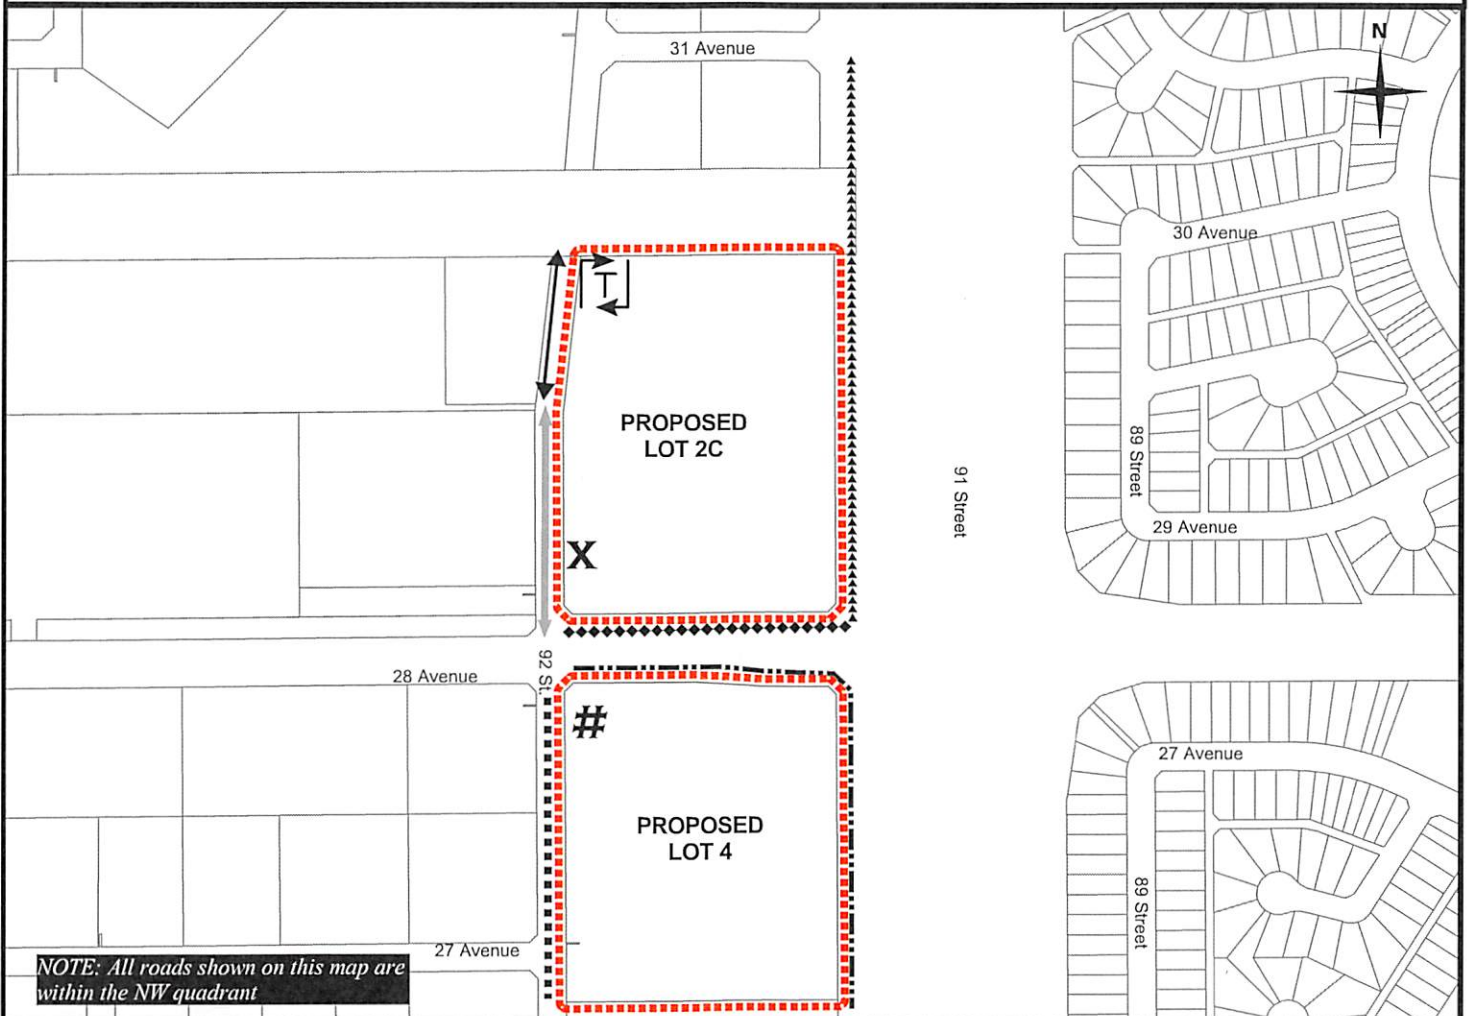 31 Avenue
N
30 Avenue
T
PROPOSED
LOT 2C
91 Street
89 Street
29 Avenue
X
92 St.
28 Avenue
#
27 Avenue
PROPOSED
LOT 4
89 Street
27 Avenue
NOTE: All roads shown on this map are
within the NW quadrant